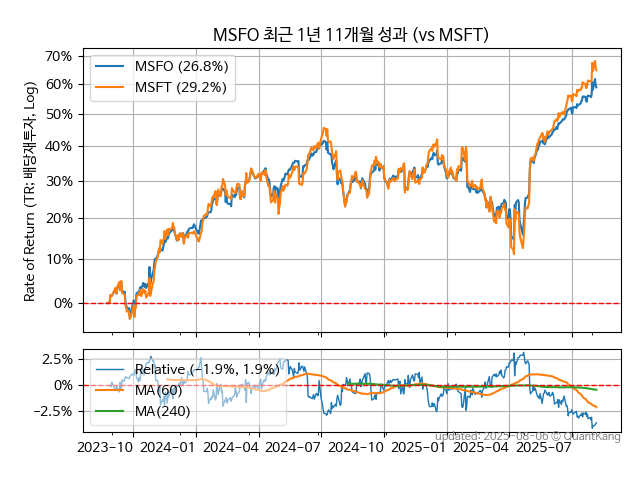 MSFO 최근 1년 11개월 성과 (vs MSFT)
Rate of Return (TR: 배당재투자, Log)
70%
60%
50%
40%
30%
20%
10%
0%
MSFO (26.8%)
MSFT (29.2%)
2.5%
0%
−2.5%
Relative (−1.9%, 1.9%)
MA(60)
MA(240)
updated: 2025-08-06 © QuantKang
2023-10 2024-01 2024-04 2024-07 2024-10 2025-01 2025-04 2025-07